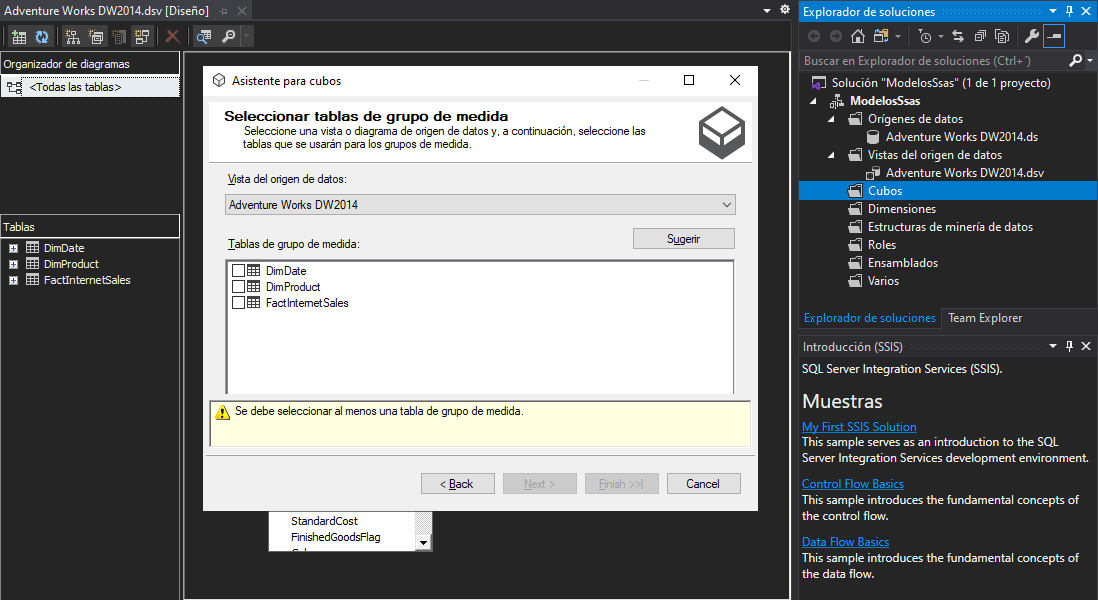 Adventure Works DW2014.dsv [Diseño]
Organizador de diagramas
<Todas las tablas>
Tablas
DimDate
DimProduct
FactInternetSales
Asistente para cubos
Seleccionar tablas de grupo de medida
Seleccione una vista o diagrama de origen de datos y, a continuación, seleccione las
tablas que se usarán para los grupos de medida.
Vista del origen de datos:
Adventure Works DW2014
Tablas de grupo de medida:
Sugerir
DimDate
DimProduct
FactInternetSales
Se debe seleccionar al menos una tabla de grupo de medida.
< Back
Next >
Finish >>|
Cancel
StandardCost
FinishedGoodsFlag
Explorador de soluciones
Buscar en Explorador de soluciones (Ctrl+´)
Solución "ModelosSsas" (1 de 1 proyecto)
ModelosSsas
Orígenes de datos
Adventure Works DW2014.ds
Vistas del origen de datos
Adventure Works DW2014.dsv
Cubos
Dimensiones
Estructuras de minería de datos
Roles
Ensamblados
Varios
Explorador de soluciones
Team Explorer
Introducción (SSIS)
SQL Server Integration Services (SSIS).
Muestras
My First SSIS Solution
This sample serves as an introduction to the SQL
Server Integration Services development environment.
Control Flow Basics
This sample introduces the fundamental concepts of
the control flow.
Data Flow Basics
This sample introduces the fundamental concepts of
the data flow.